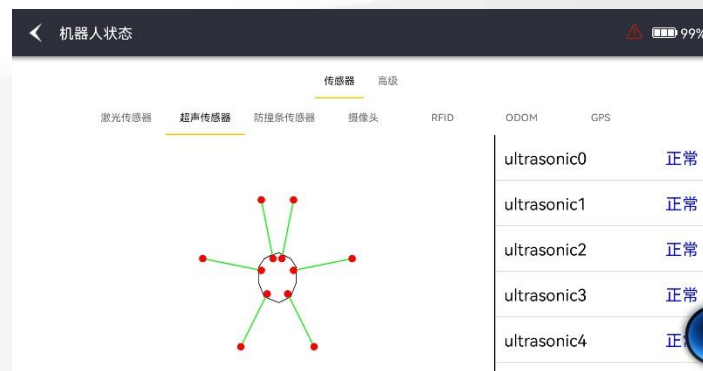 机器人状态
99%
传感器 高级
激光传感器 超声传感器 防撞条传感器 摄像头 RFID ODOM GPS
ultrasonic0 正常
ultrasonic1 正常
ultrasonic2 正常
ultrasonic3 正常
ultrasonic4 正